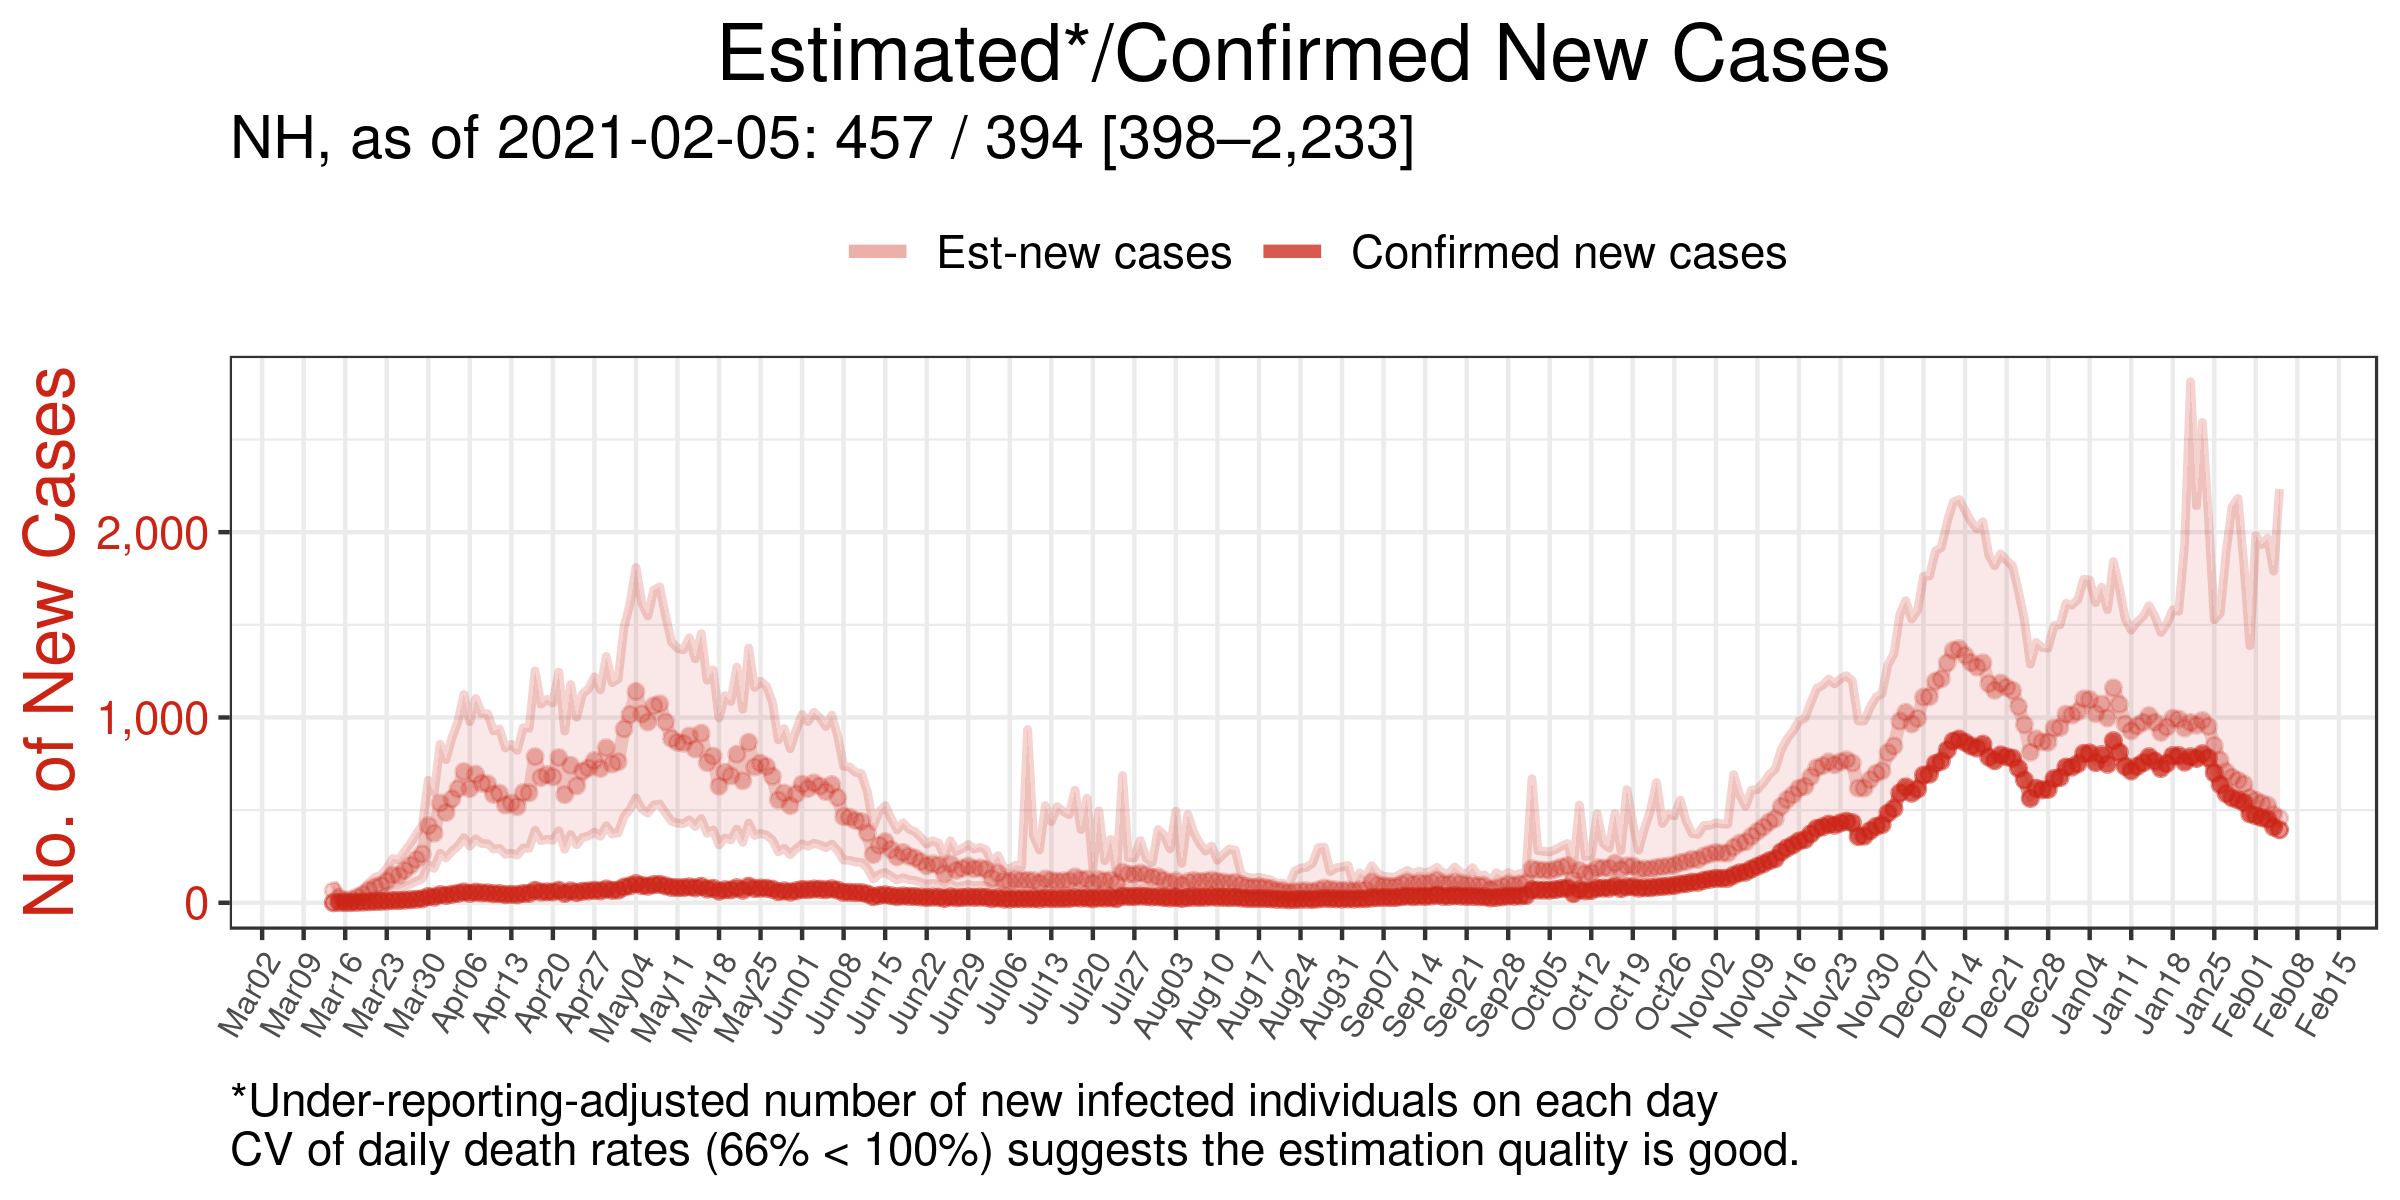 Estimated*/Confirmed New Cases
NH, as of 2021-02-05: 457 / 394 [398–2,233]
Est-new cases Confirmed new cases
No. of New Cases
2,000
1,000
0
Mar02 Mar09 Mar16 Mar23 Mar30 Apr06 Apr13 Apr20 Apr27 May04 May11 May18 May25 Jun01 Jun08 Jun15 Jun22 Jun29 Jul06 Jul13 Jul20 Jul27 Aug03 Aug10 Aug17 Aug24 Aug31 Sep07 Sep14 Sep21 Sep28 Oct05 Oct12 Oct19 Oct26 Nov02 Nov09 Nov16 Nov23 Nov30 Dec07 Dec14 Dec21 Dec28 Jan04 Jan11 Jan18 Jan25 Feb01 Feb08 Feb15
*Under-reporting-adjusted number of new infected individuals on each day
CV of daily death rates (66% < 100%) suggests the estimation quality is good.